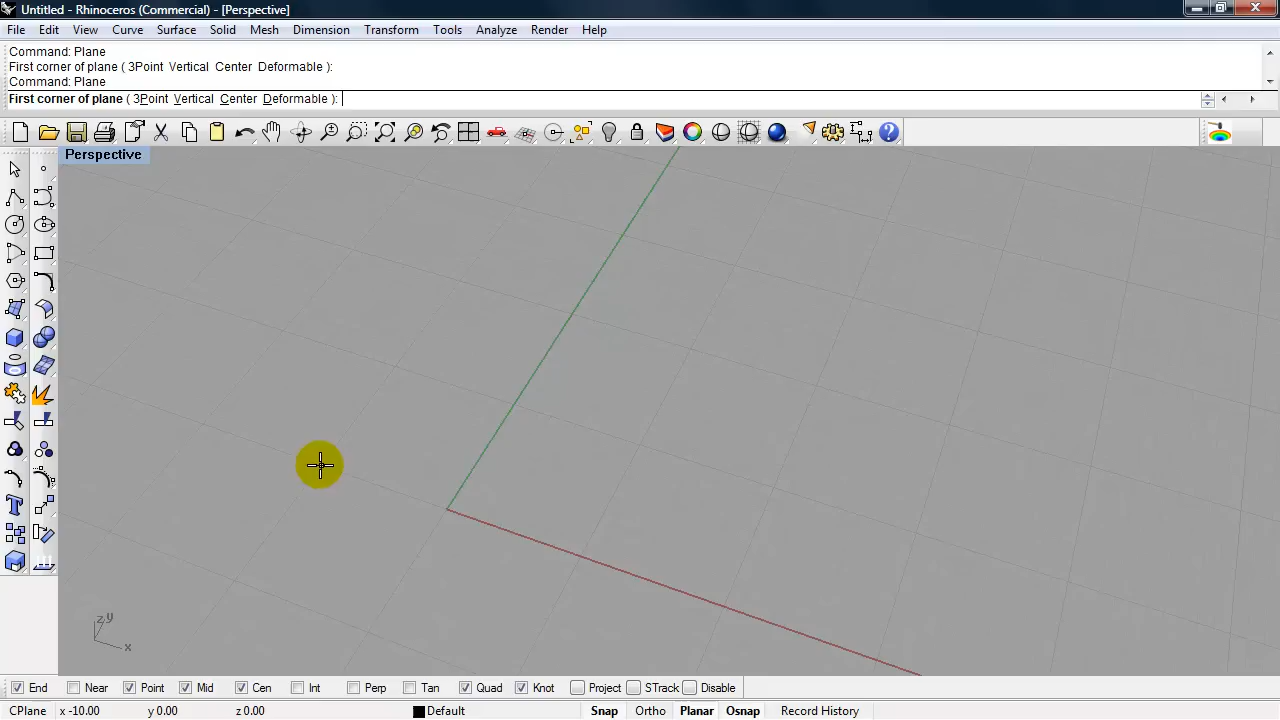 Untitled - Rhinoceros (Commercial) - [Perspective]
File Edit View Curve Surface Solid Mesh Dimension Transform Tools Analyze Render Help
Command: Plane
First corner of plane ( 3Point Vertical Center Deformable ):
Command: Plane
First corner of plane ( 3Point Vertical Center Deformable ):
Perspective
z y
x
End Near Point Mid Cen Int Perp Tan Quad Knot Project STrack Disable
CPlane x -10.00 y 0.00 z 0.00 Default Snap Ortho Planar Osnap Record History